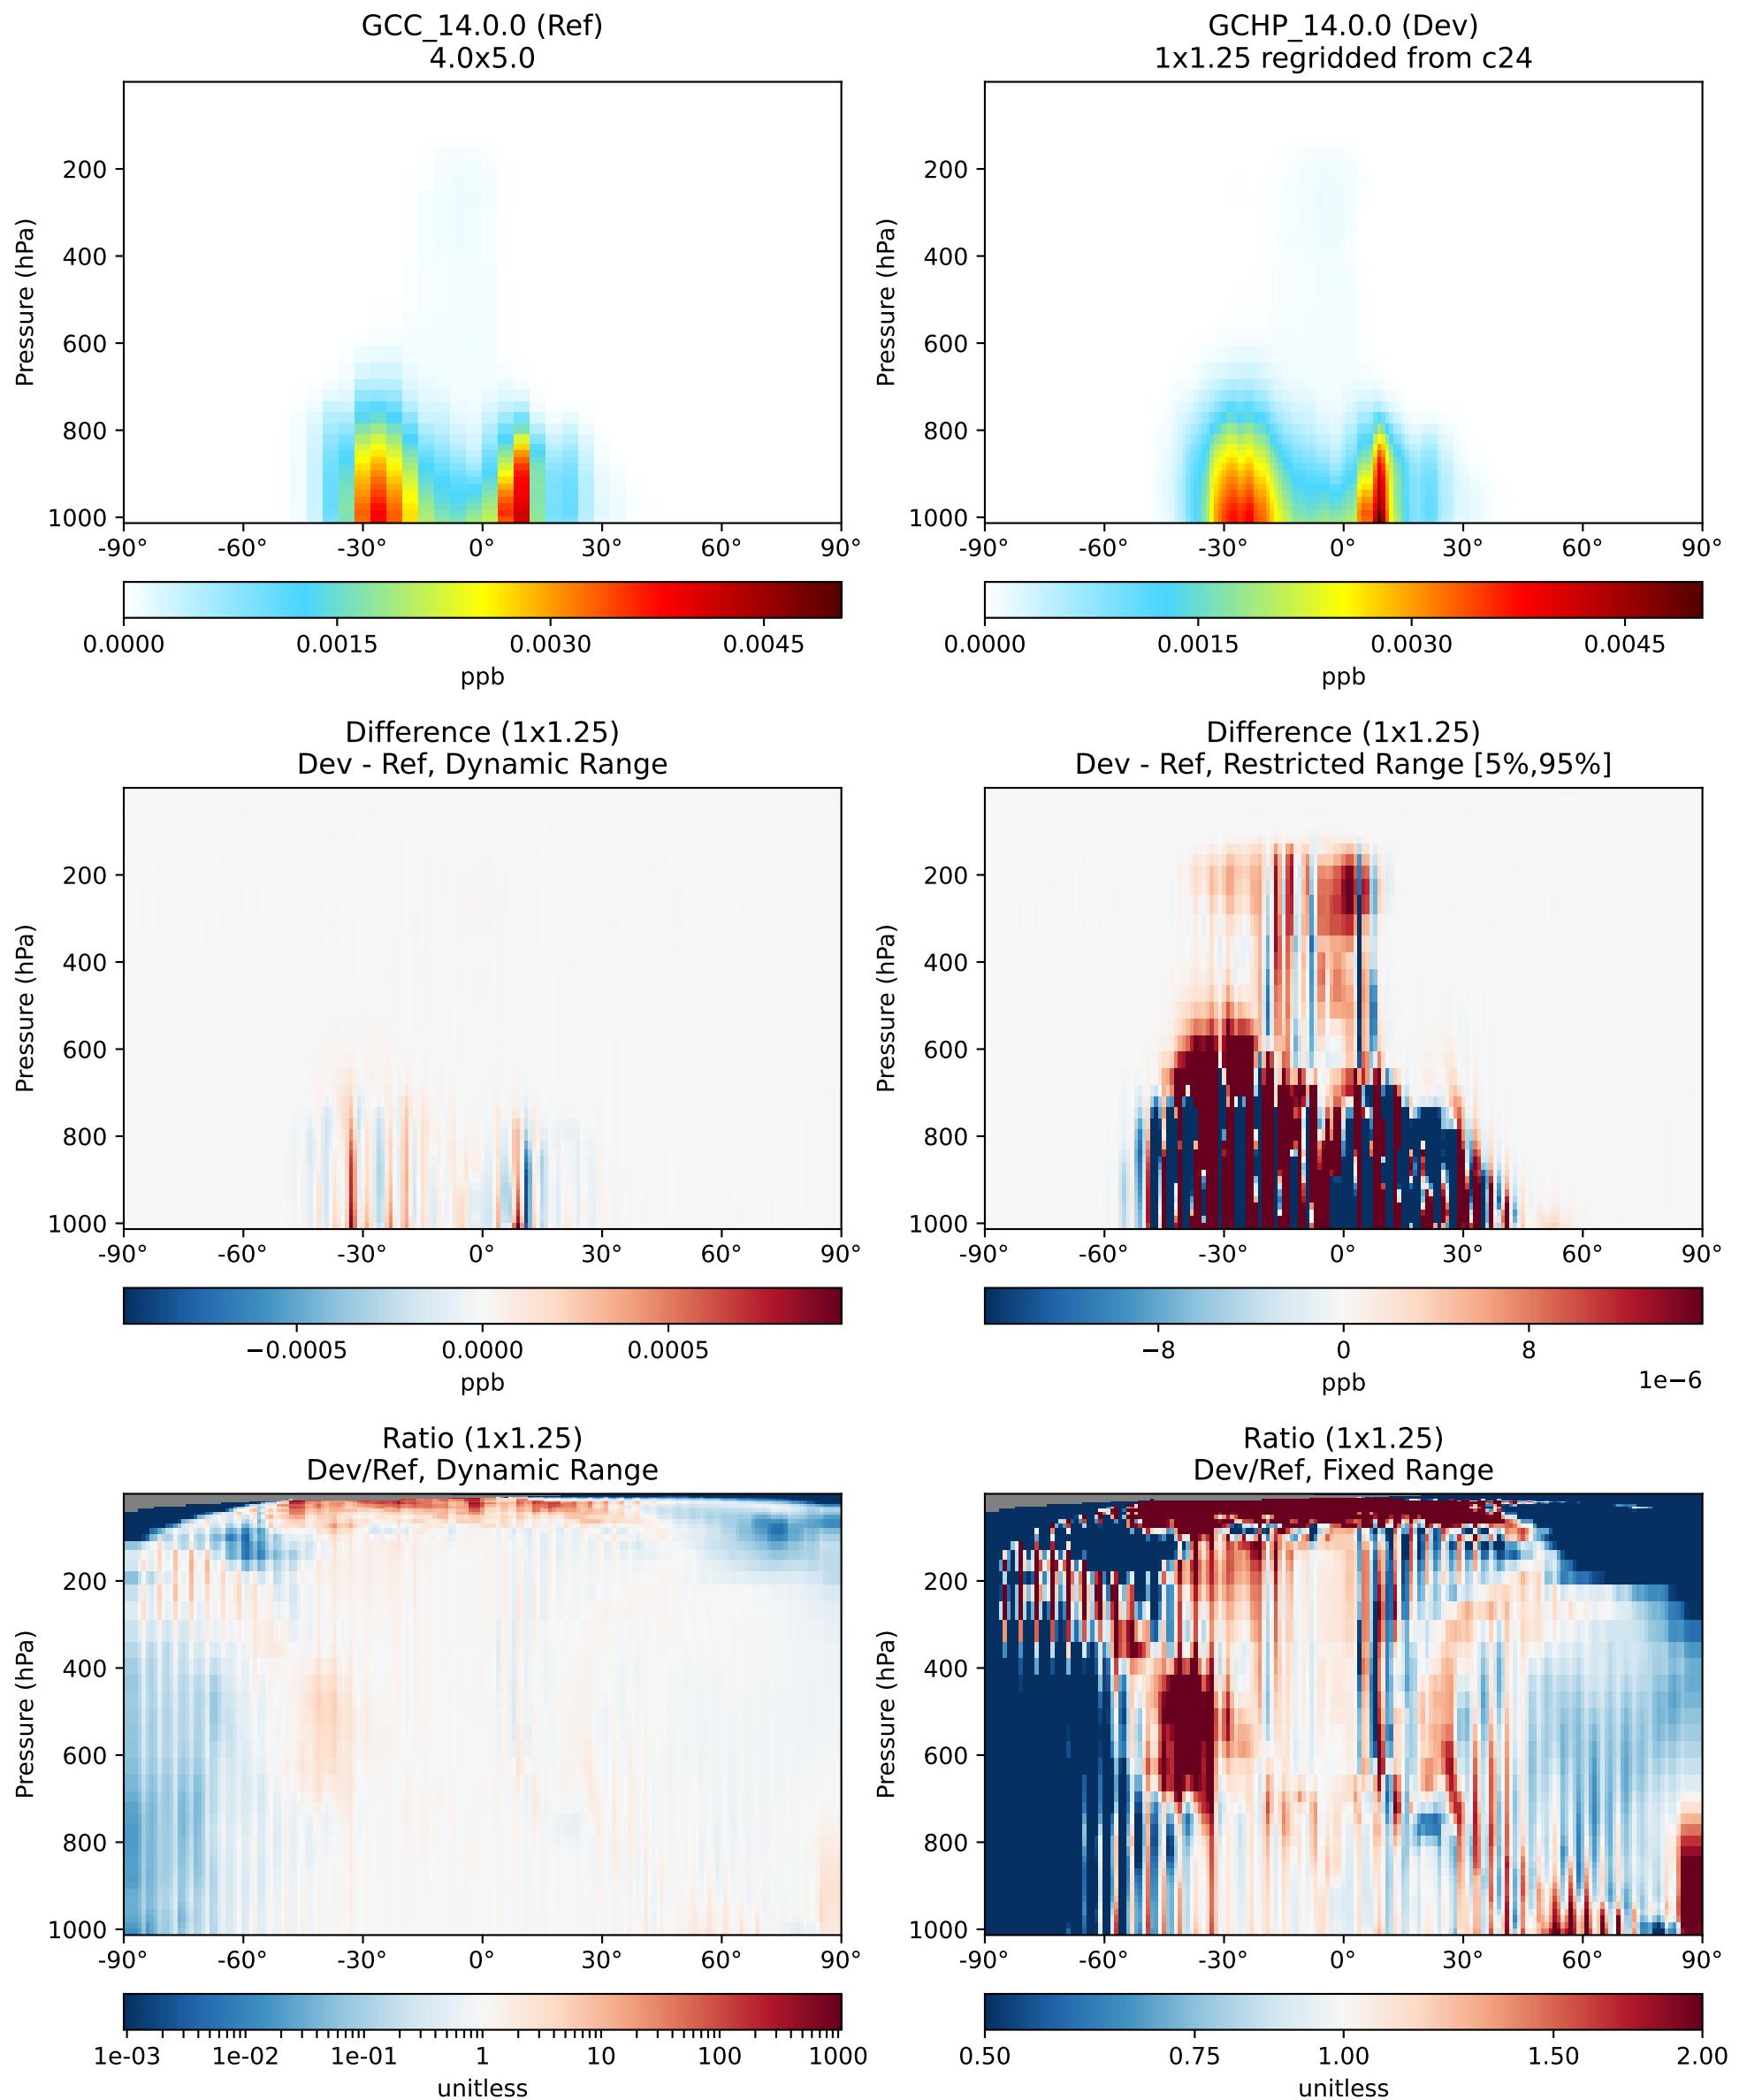 GCC_14.0.0 (Ref)
4.0x5.0
Pressure (hPa)
200
400
600
800
1000
-90° -60° -30° 0° 30° 60° 90°
0.0000 0.0015 0.0030 0.0045
ppb
GCHP_14.0.0 (Dev)
1x1.25 regridded from c24
Pressure (hPa)
200
400
600
800
1000
-90° -60° -30° 0° 30° 60° 90°
0.0000 0.0015 0.0030 0.0045
ppb
Difference (1x1.25)
Dev - Ref, Dynamic Range
Pressure (hPa)
200
400
600
800
1000
-90° -60° -30° 0° 30° 60° 90°
−0.0005 0.0000 0.0005
ppb
Difference (1x1.25)
Dev - Ref, Restricted Range [5%,95%]
Pressure (hPa)
200
400
600
800
1000
-90° -60° -30° 0° 30° 60° 90°
−8 0 8
ppb
1e−6
Ratio (1x1.25)
Dev/Ref, Dynamic Range
Pressure (hPa)
200
400
600
800
1000
-90° -60° -30° 0° 30° 60° 90°
1e-03 1e-02 1e-01 1 10 100 1000
unitless
Ratio (1x1.25)
Dev/Ref, Fixed Range
Pressure (hPa)
200
400
600
800
1000
-90° -60° -30° 0° 30° 60° 90°
0.50 0.75 1.00 1.50 2.00
unitless